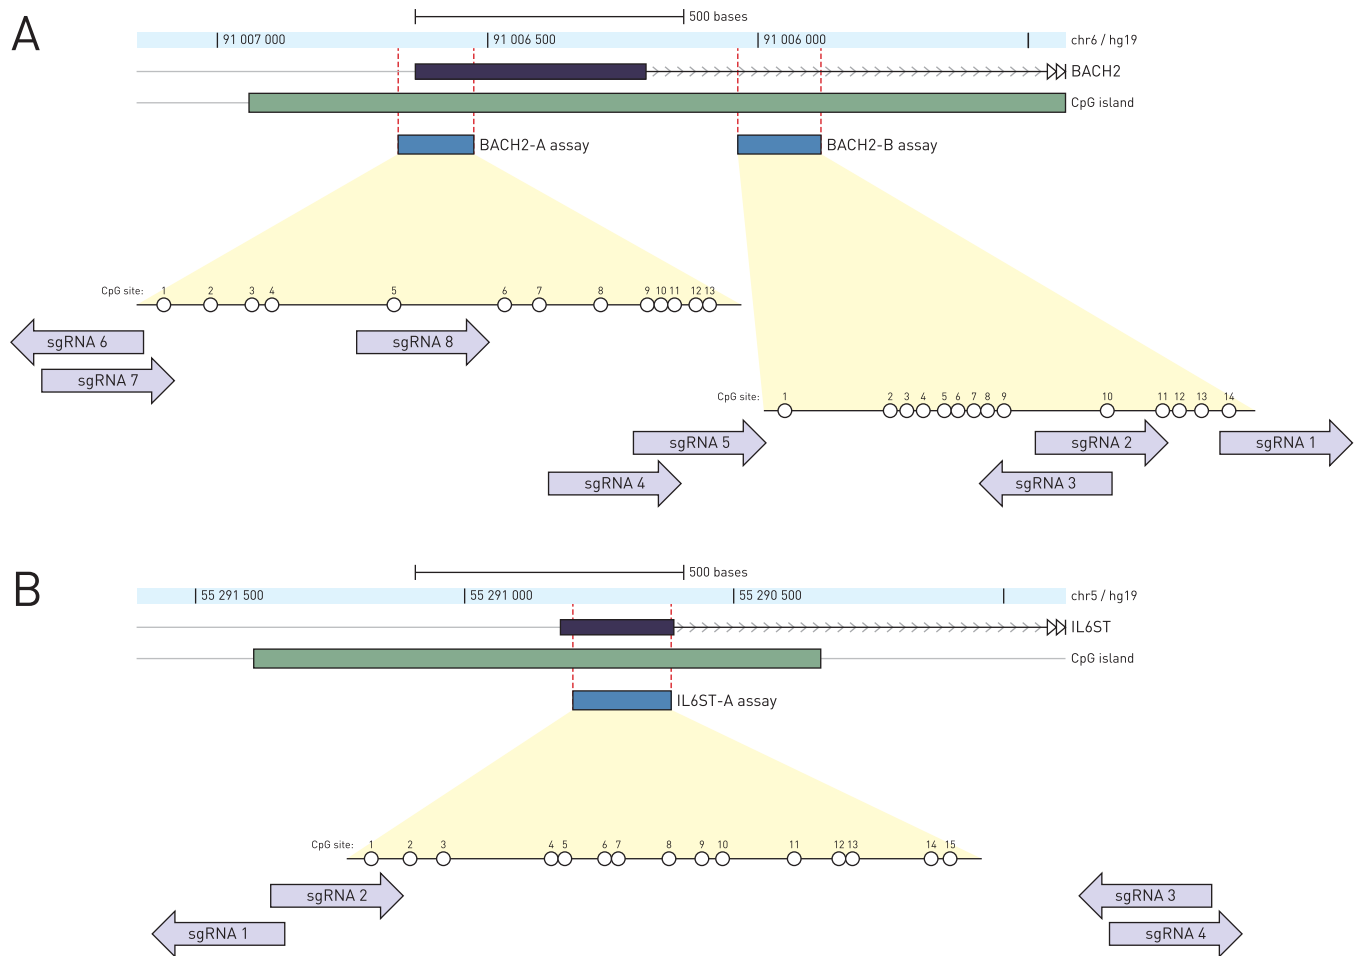 A
500 bases
91 007 000 91 006 500 91 006 000 chr6 / hg19
BACH2
CpG island
BACH2-A assay BACH2-B assay
CpG site: 1 2 3 4 5 6 7 8 9 10 11 12 13
sgRNA 6 sgRNA 8
sgRNA 7
CpG site: 1 2 3 4 5 6 7 8 9 10 11 12 13 14
sgRNA 5 sgRNA 2 sgRNA 1
sgRNA 4 sgRNA 3
B
500 bases
55 291 500 55 291 000 55 290 500 chr5 / hg19
IL6ST
CpG island
IL6ST-A assay
CpG site: 1 2 3 4 5 6 7 8 9 10 11 12 13 14 15
sgRNA 2 sgRNA 3
sgRNA 1 sgRNA 4